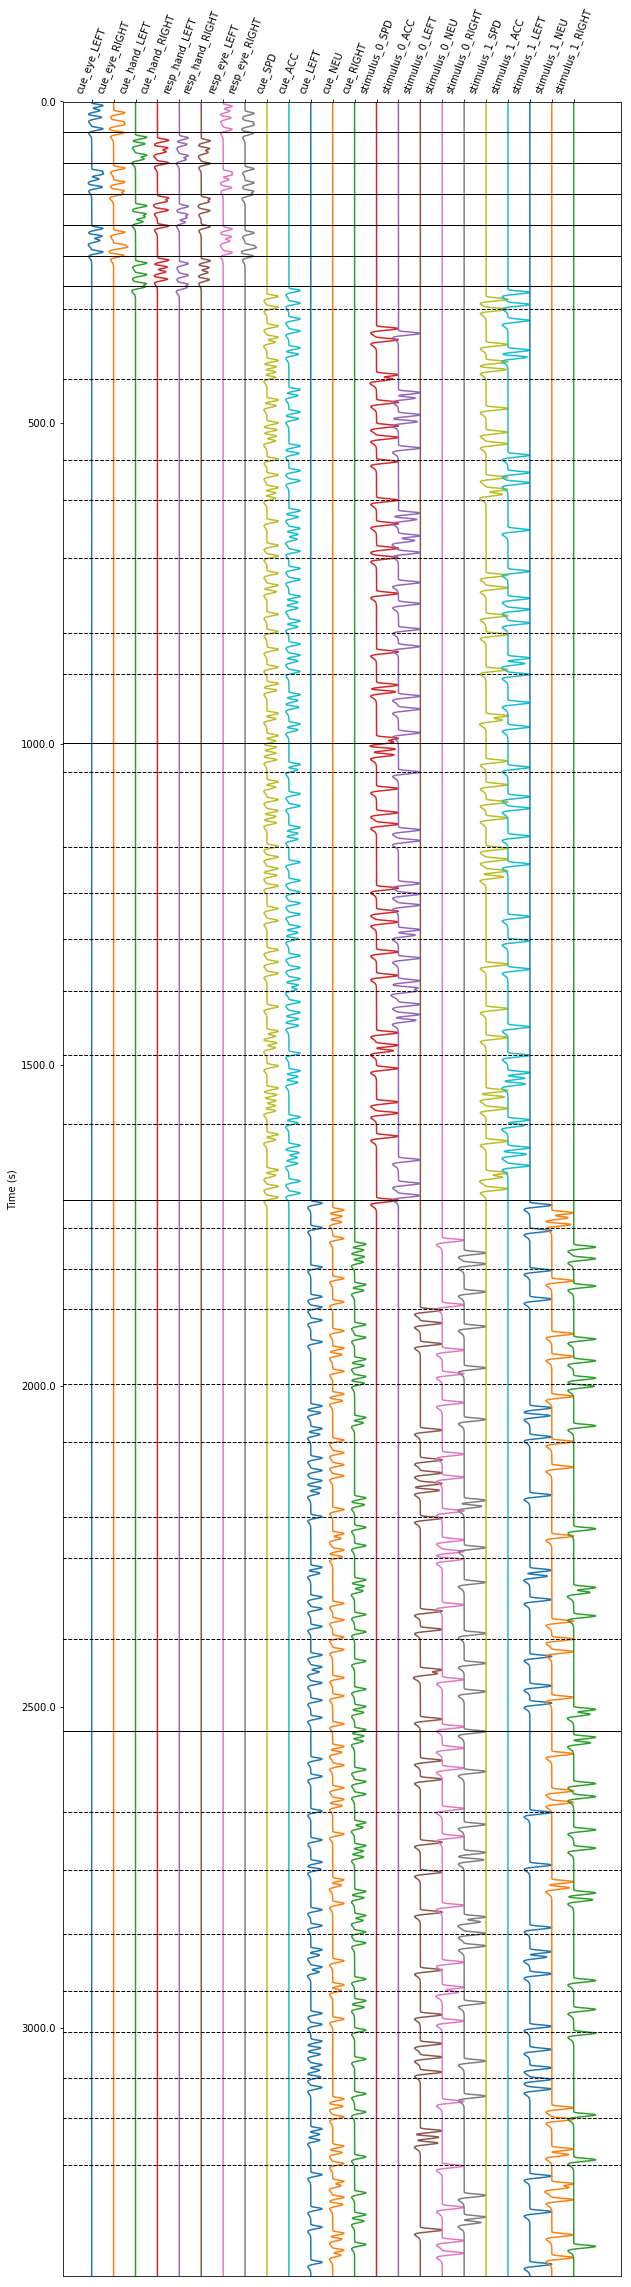 cue_eye_LEFT
cue_eye_RIGHT
cue_hand_LEFT
cue_hand_RIGHT
resp_hand_LEFT
resp_hand_RIGHT
resp_eye_LEFT
resp_eye_RIGHT
cue_SPD
cue_ACC
cue_LEFT
cue_NEU
cue_RIGHT
stimulus_0_SPD
stimulus_0_ACC
stimulus_0_LEFT
stimulus_0_NEU
stimulus_0_RIGHT
stimulus_1_SPD
stimulus_1_ACC
stimulus_1_LEFT
stimulus_1_NEU
stimulus_1_RIGHT
0.0
500.0
1000.0
1500.0
2000.0
2500.0
3000.0
Time (s)